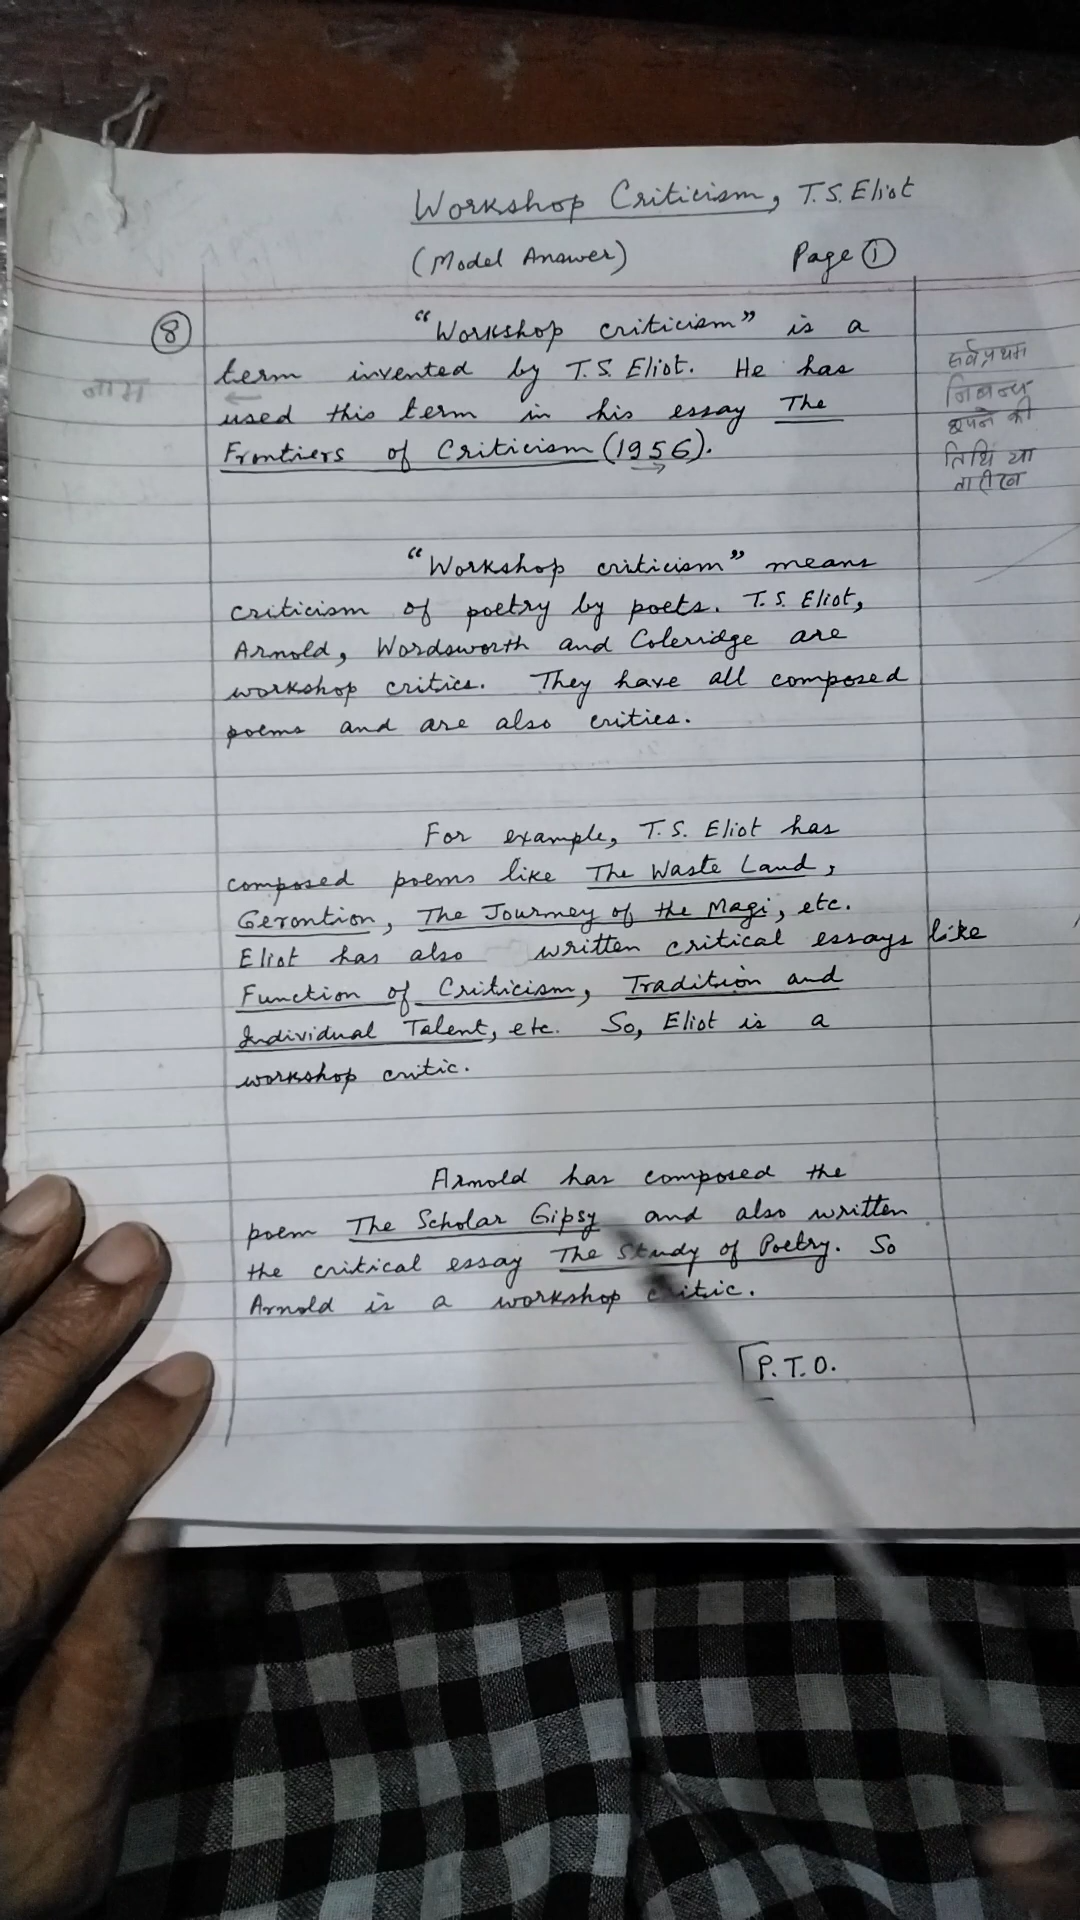 Workshop Criticism, T.S. Eliot
(Model Answer) Page ①
⑧
"Workshop criticism" is a
term invented by T.S. Eliot. He has
used this term in his essay The
Frontiers of Criticism (1956).
नाम
सर्वप्रथम
निबन्ध
छपने की
तिथि या
तारीख
"Workshop criticism" means
criticism of poetry by poets. T.S. Eliot,
Arnold, Wordsworth and Coleridge are
workshop critics. They have all composed
poems and are also critics.
For example, T.S. Eliot has
composed poems like The Waste Land,
Gerontion, The Journey of the Magi, etc.
Eliot has also written critical essays like
Function of Criticism, Tradition and
Individual Talent, etc. So, Eliot is a
workshop critic.
Arnold has composed the
poem The Scholar Gipsy and also written
the critical essay The Study of Poetry. So
Arnold is a workshop critic.
P.T.O.